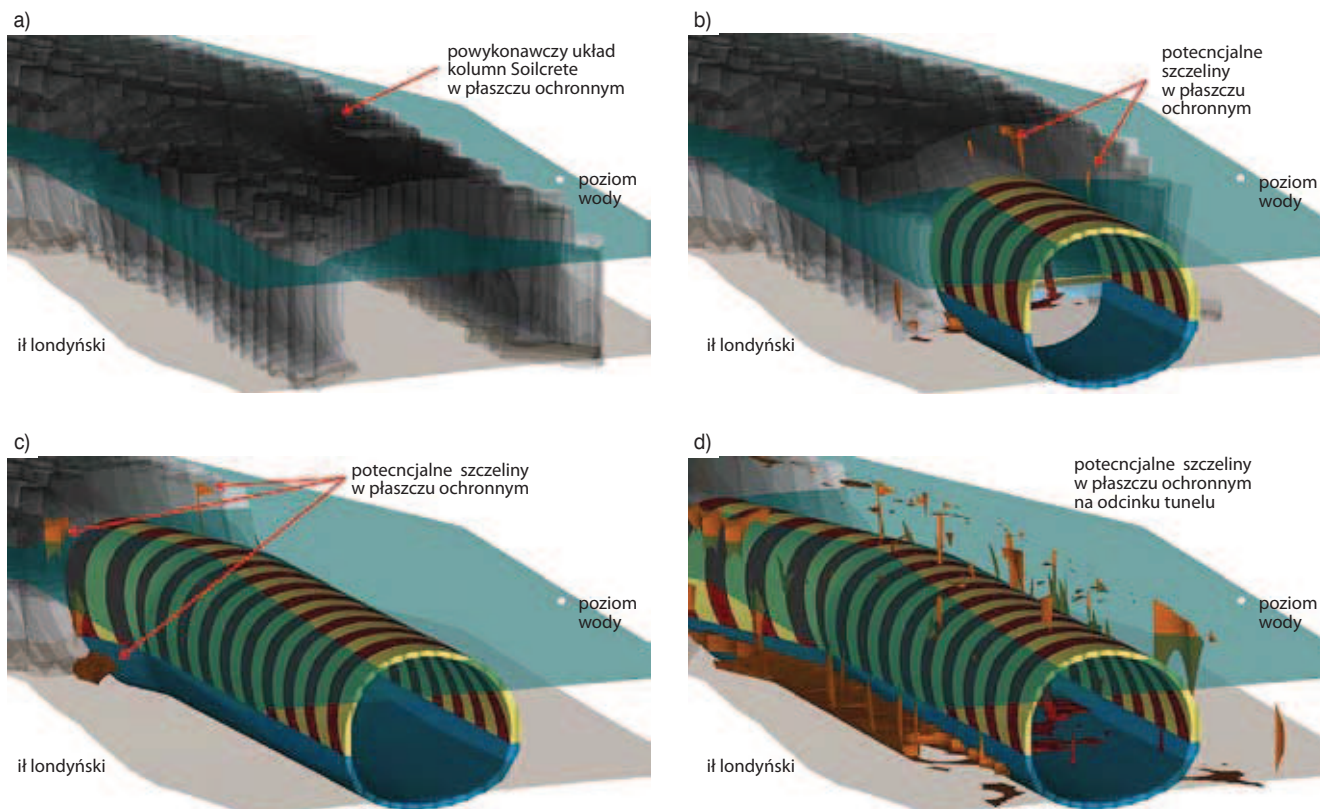 a)
powykonawczy układ
kolumn Soilcrete
w płaszczu ochronnym
poziom
wody
ił londyński
b)
potecncjalne
szczeliny
w płaszczu
ochronnym
poziom
wody
ił londyński
c)
potecncjalne szczeliny
w płaszczu ochronnym
poziom
wody
ił londyński
d)
potecncjalne szczeliny
w płaszczu ochronnym
na odcinku tunelu
poziom
wody
ił londyński